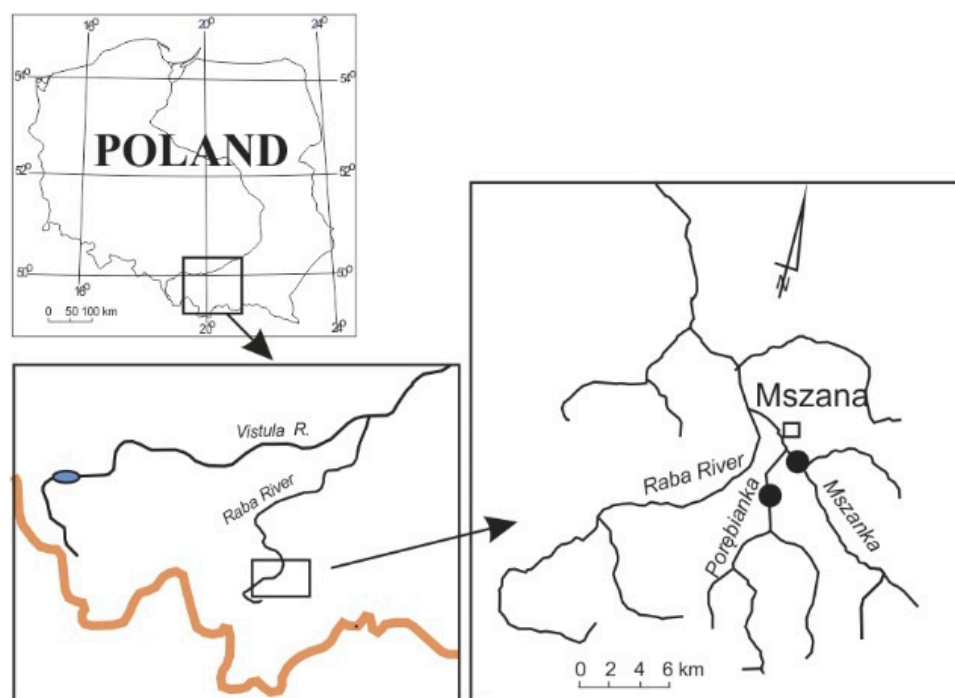 16° 20° 24°
54° 54°
POLAND
52° 52°
50° 50°
16°
0 50 100 km
20° 24°
Vistula R.
Raba River
N
Mszana
Raba River
Porębianka
Mszanka
0 2 4 6 km